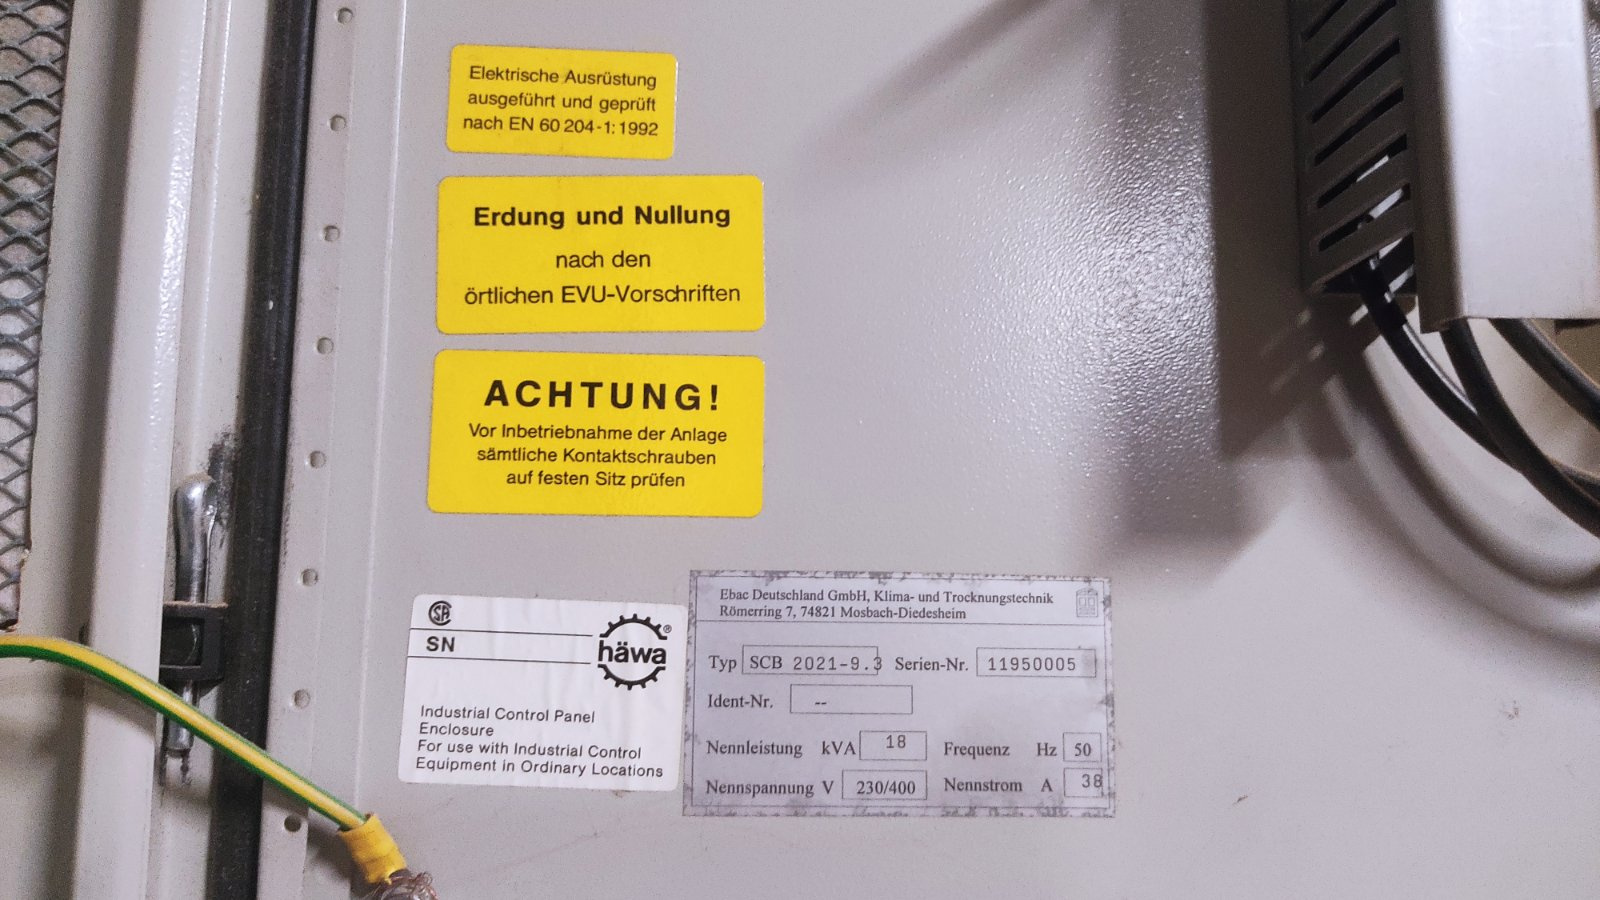 Elektrische Ausrüstung
ausgeführt und geprüft
nach EN 60 204-1: 1992
Erdung und Nullung
nach den
örtlichen EVU-Vorschriften
ACHTUNG!
Vor Inbetriebnahme der Anlage
sämtliche Kontaktschrauben
auf festen Sitz prüfen
SA
SN
häwa®
Industrial Control Panel
Enclosure
For use with Industrial Control
Equipment in Ordinary Locations
Ebac Deutschland GmbH, Klima- und Trocknungstechnik
Römerring 7, 74821 Mosbach-Diedesheim
Typ SCB 2021-9.3 Serien-Nr. 11950005
Ident-Nr. --
Nennleistung kVA 18 Frequenz Hz 50
Nennspannung V 230/400 Nennstrom A 38